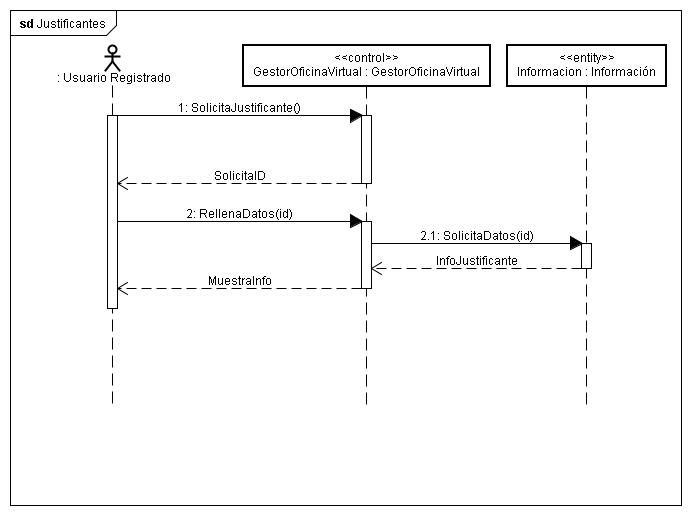 sd Justificantes
: Usuario Registrado
<<control>>
GestorOficinaVirtual : GestorOficinaVirtual
<<entity>>
Informacion : Información
1: SolicitaJustificante()
SolicitaID
2: RellenaDatos(id)
2.1: SolicitaDatos(id)
InfoJustificante
MuestraInfo